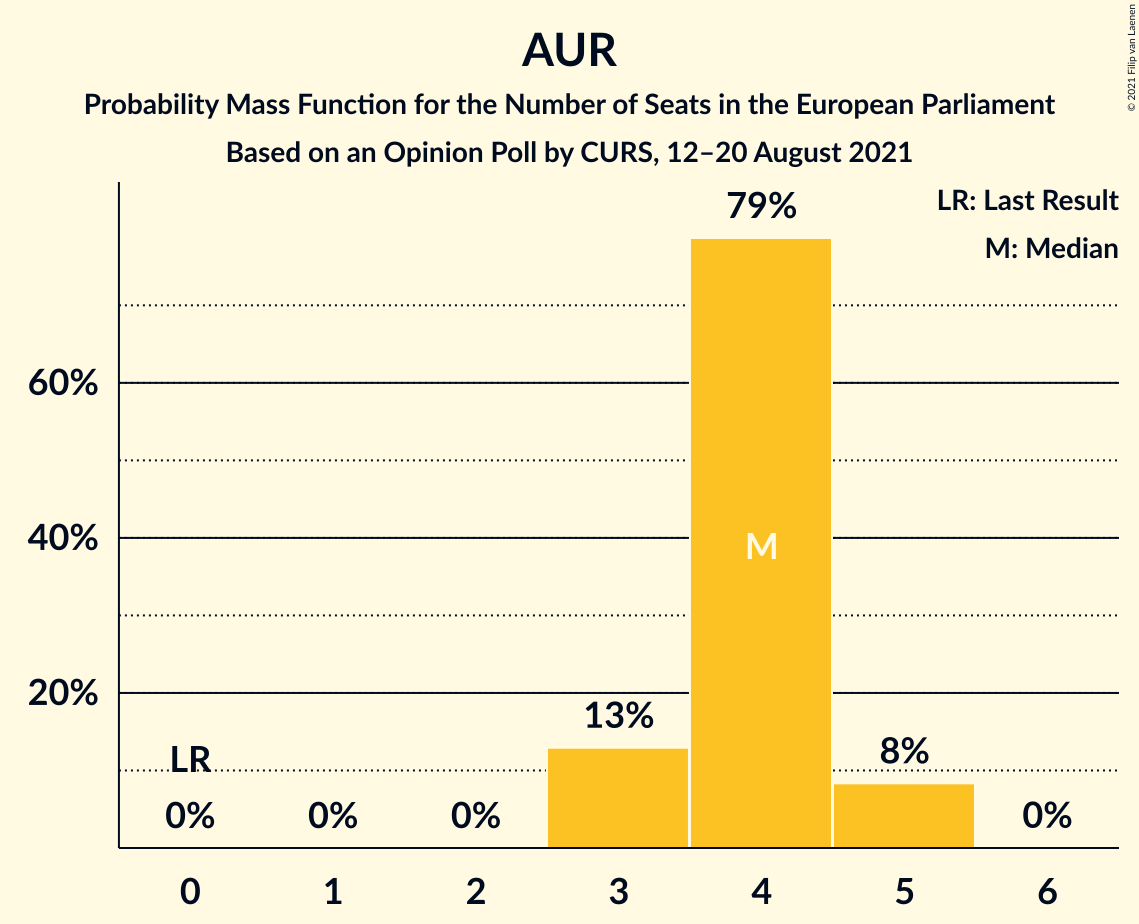 AUR
Probability Mass Function for the Number of Seats in the European Parliament
Based on an Opinion Poll by CURS, 12–20 August 2021
© 2021 Filip van Laenen
LR: Last Result
M: Median
79%
60%
40%
M
20%
13%
8%
LR
0%
0%
0%
0%
0
1
2
3
4
5
6